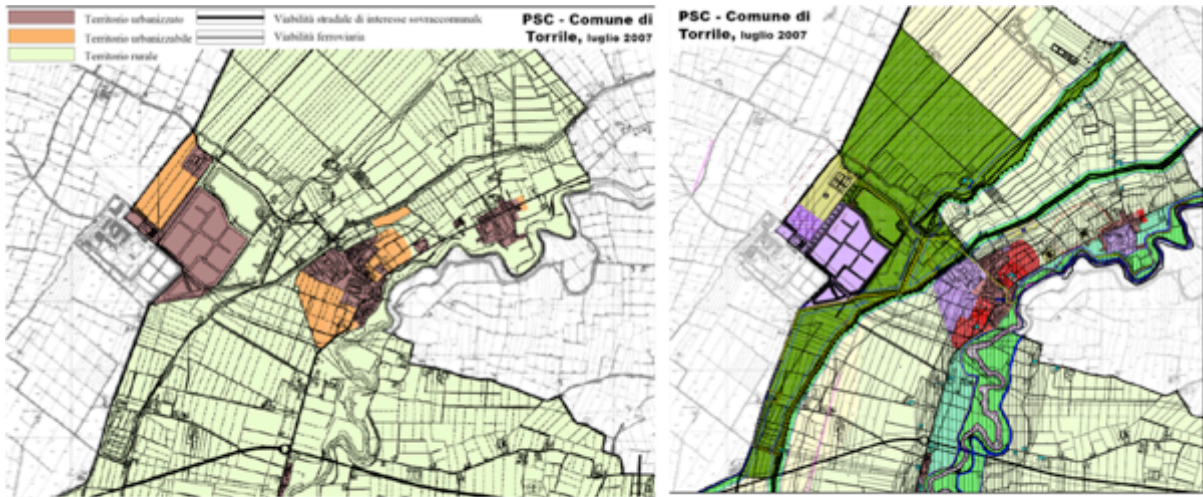 Territorio urbanizzato
Viabilità stradale di interesse sovraccomunale
Territorio urbanizzabile
Viabilità ferroviaria
Territorio rurale
PSC - Comune di
Torrile, luglio 2007
PSC - Comune di
Torrile, luglio 2007